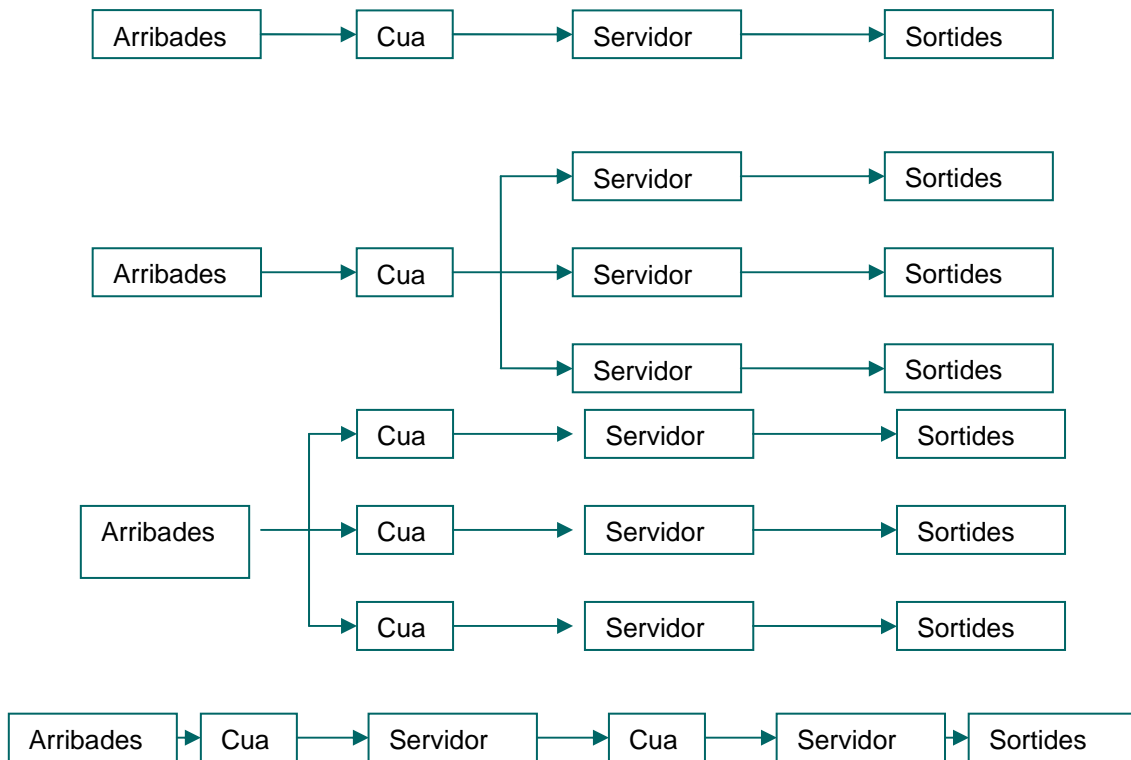 Arribades Cua Servidor Sortides
Servidor Sortides
Arribades Cua Servidor Sortides
Servidor Sortides
Cua Servidor Sortides
Arribades Cua Servidor Sortides
Cua Servidor Sortides
Arribades Cua Servidor Cua Servidor Sortides